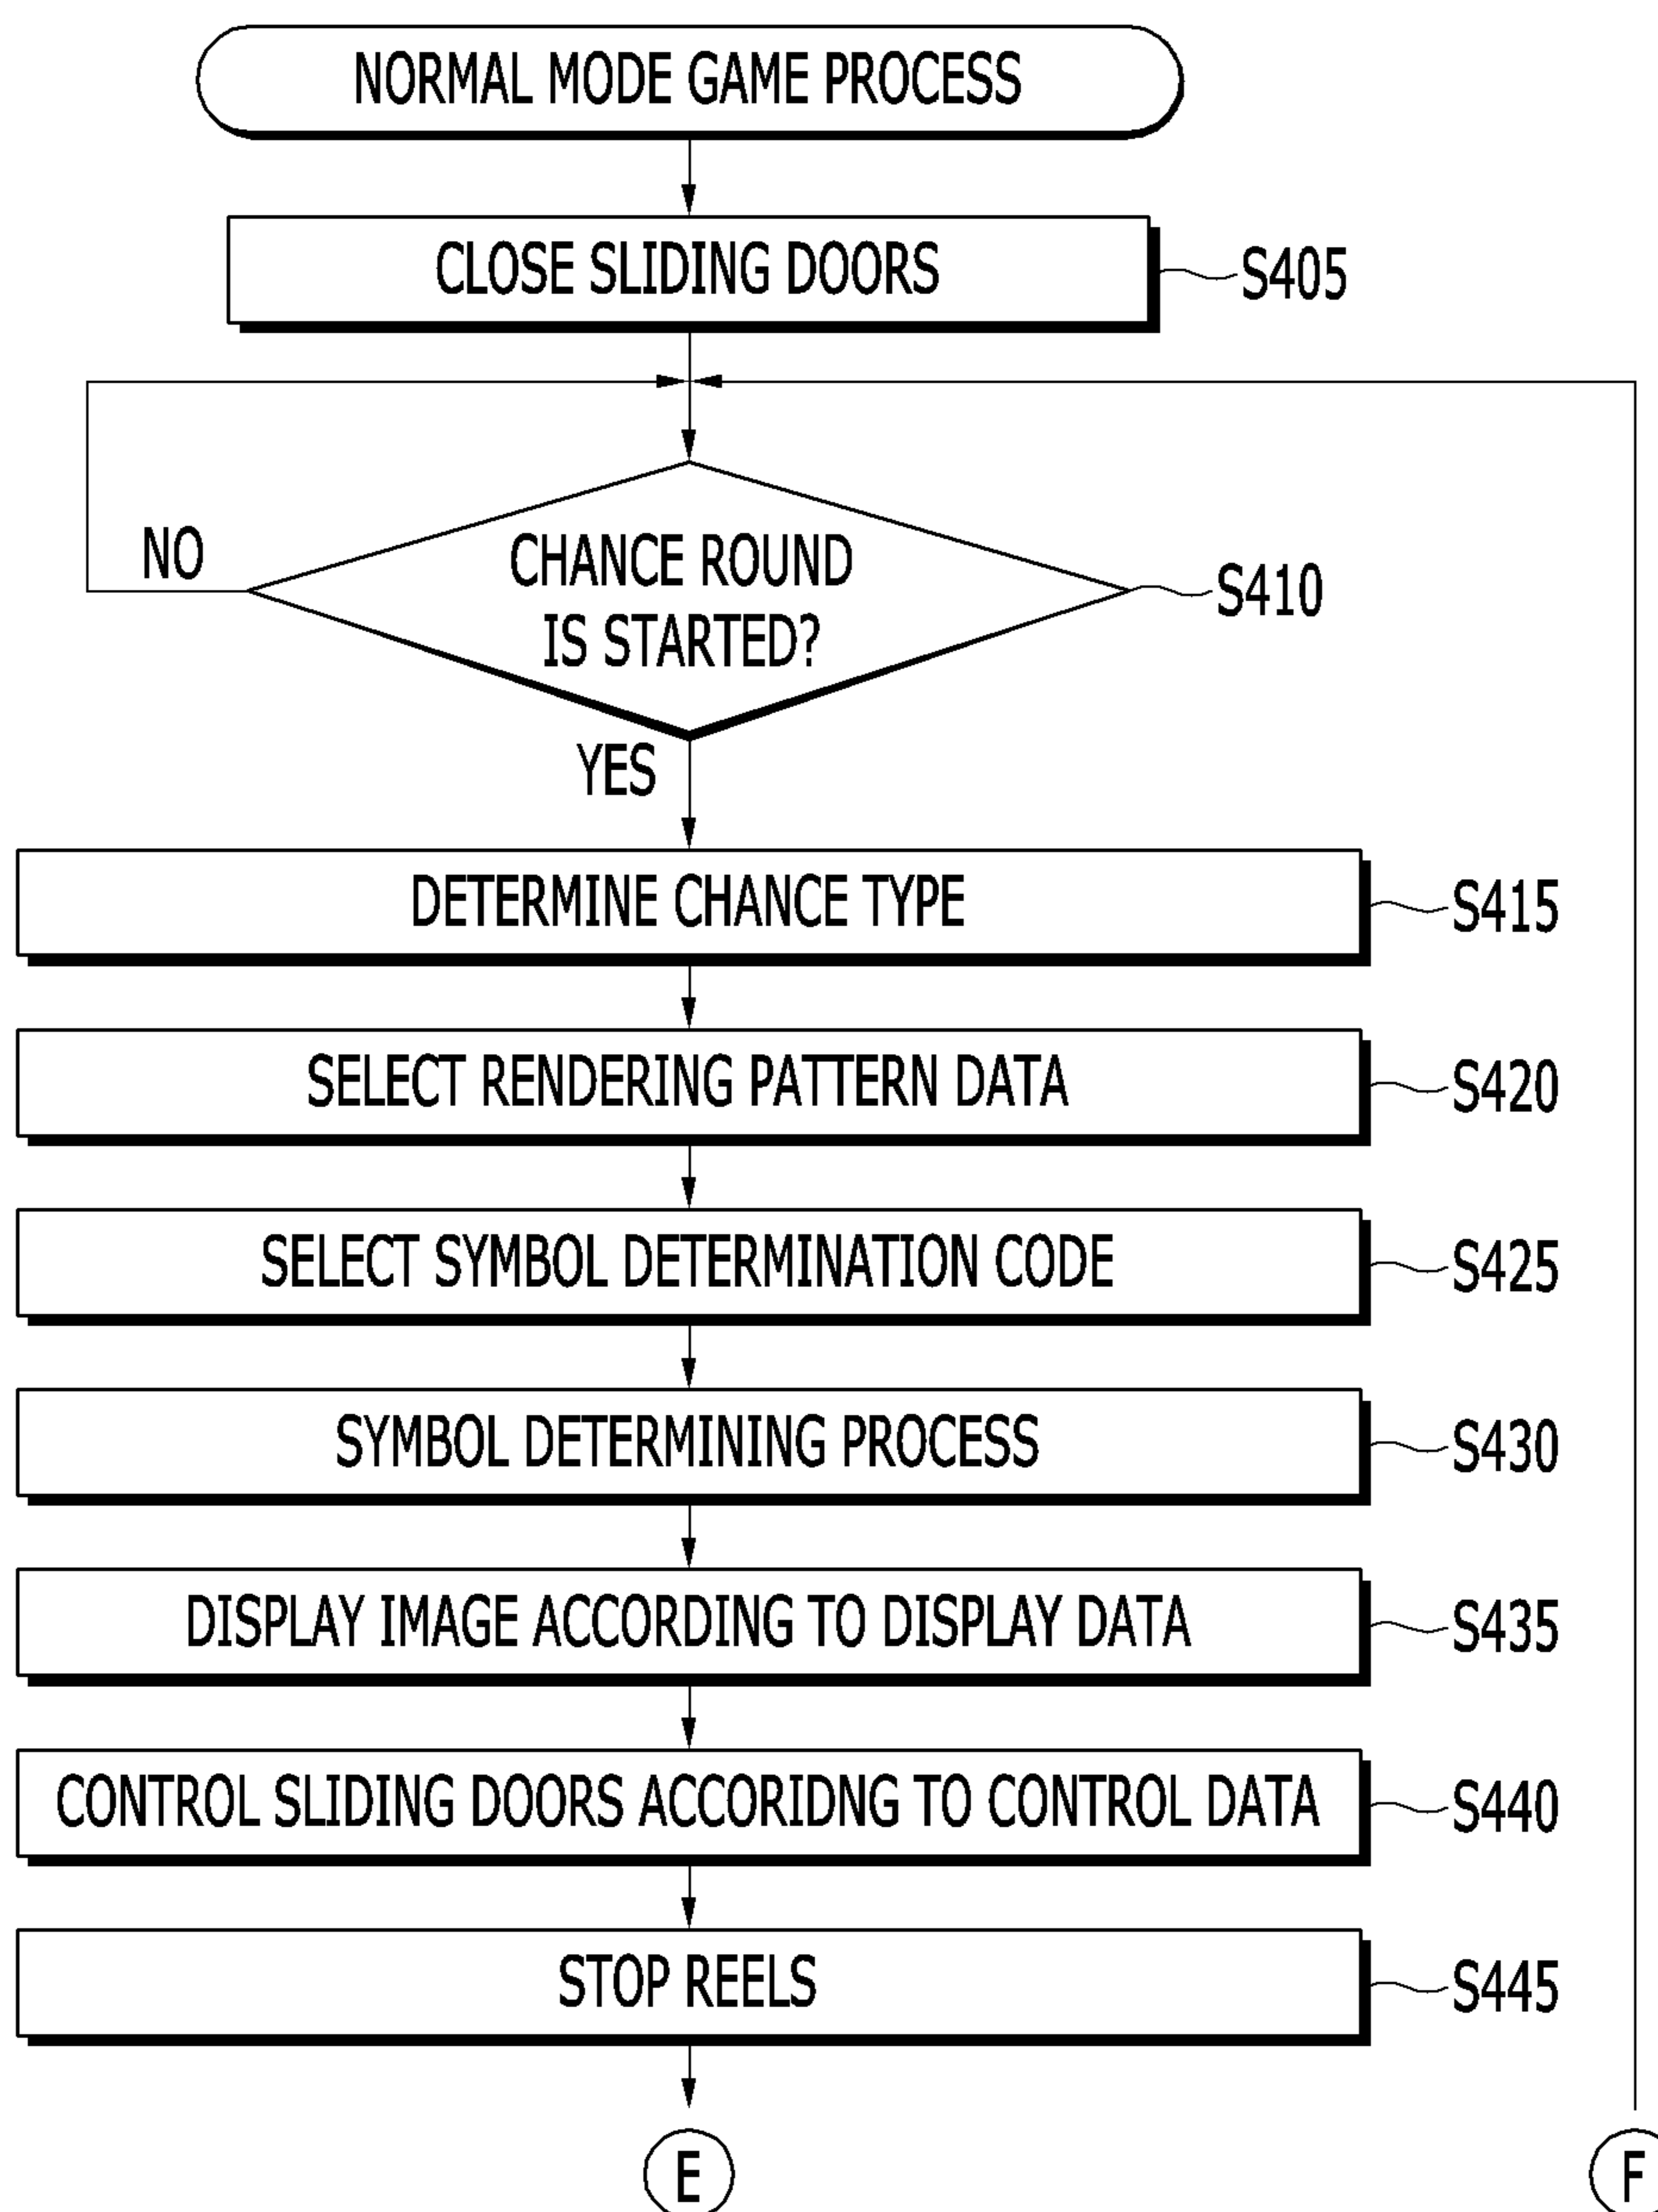 NORMAL MODE GAME PROCESS
CLOSE SLIDING DOORS
S405
NO
CHANCE ROUND
IS STARTED?
S410
YES
DETERMINE CHANCE TYPE
S415
SELECT RENDERING PATTERN DATA
S420
SELECT SYMBOL DETERMINATION CODE
S425
SYMBOL DETERMINING PROCESS
S430
DISPLAY IMAGE ACCORDING TO DISPLAY DATA
S435
CONTROL SLIDING DOORS ACCORIDNG TO CONTROL DATA
S440
STOP REELS
S445
E
F